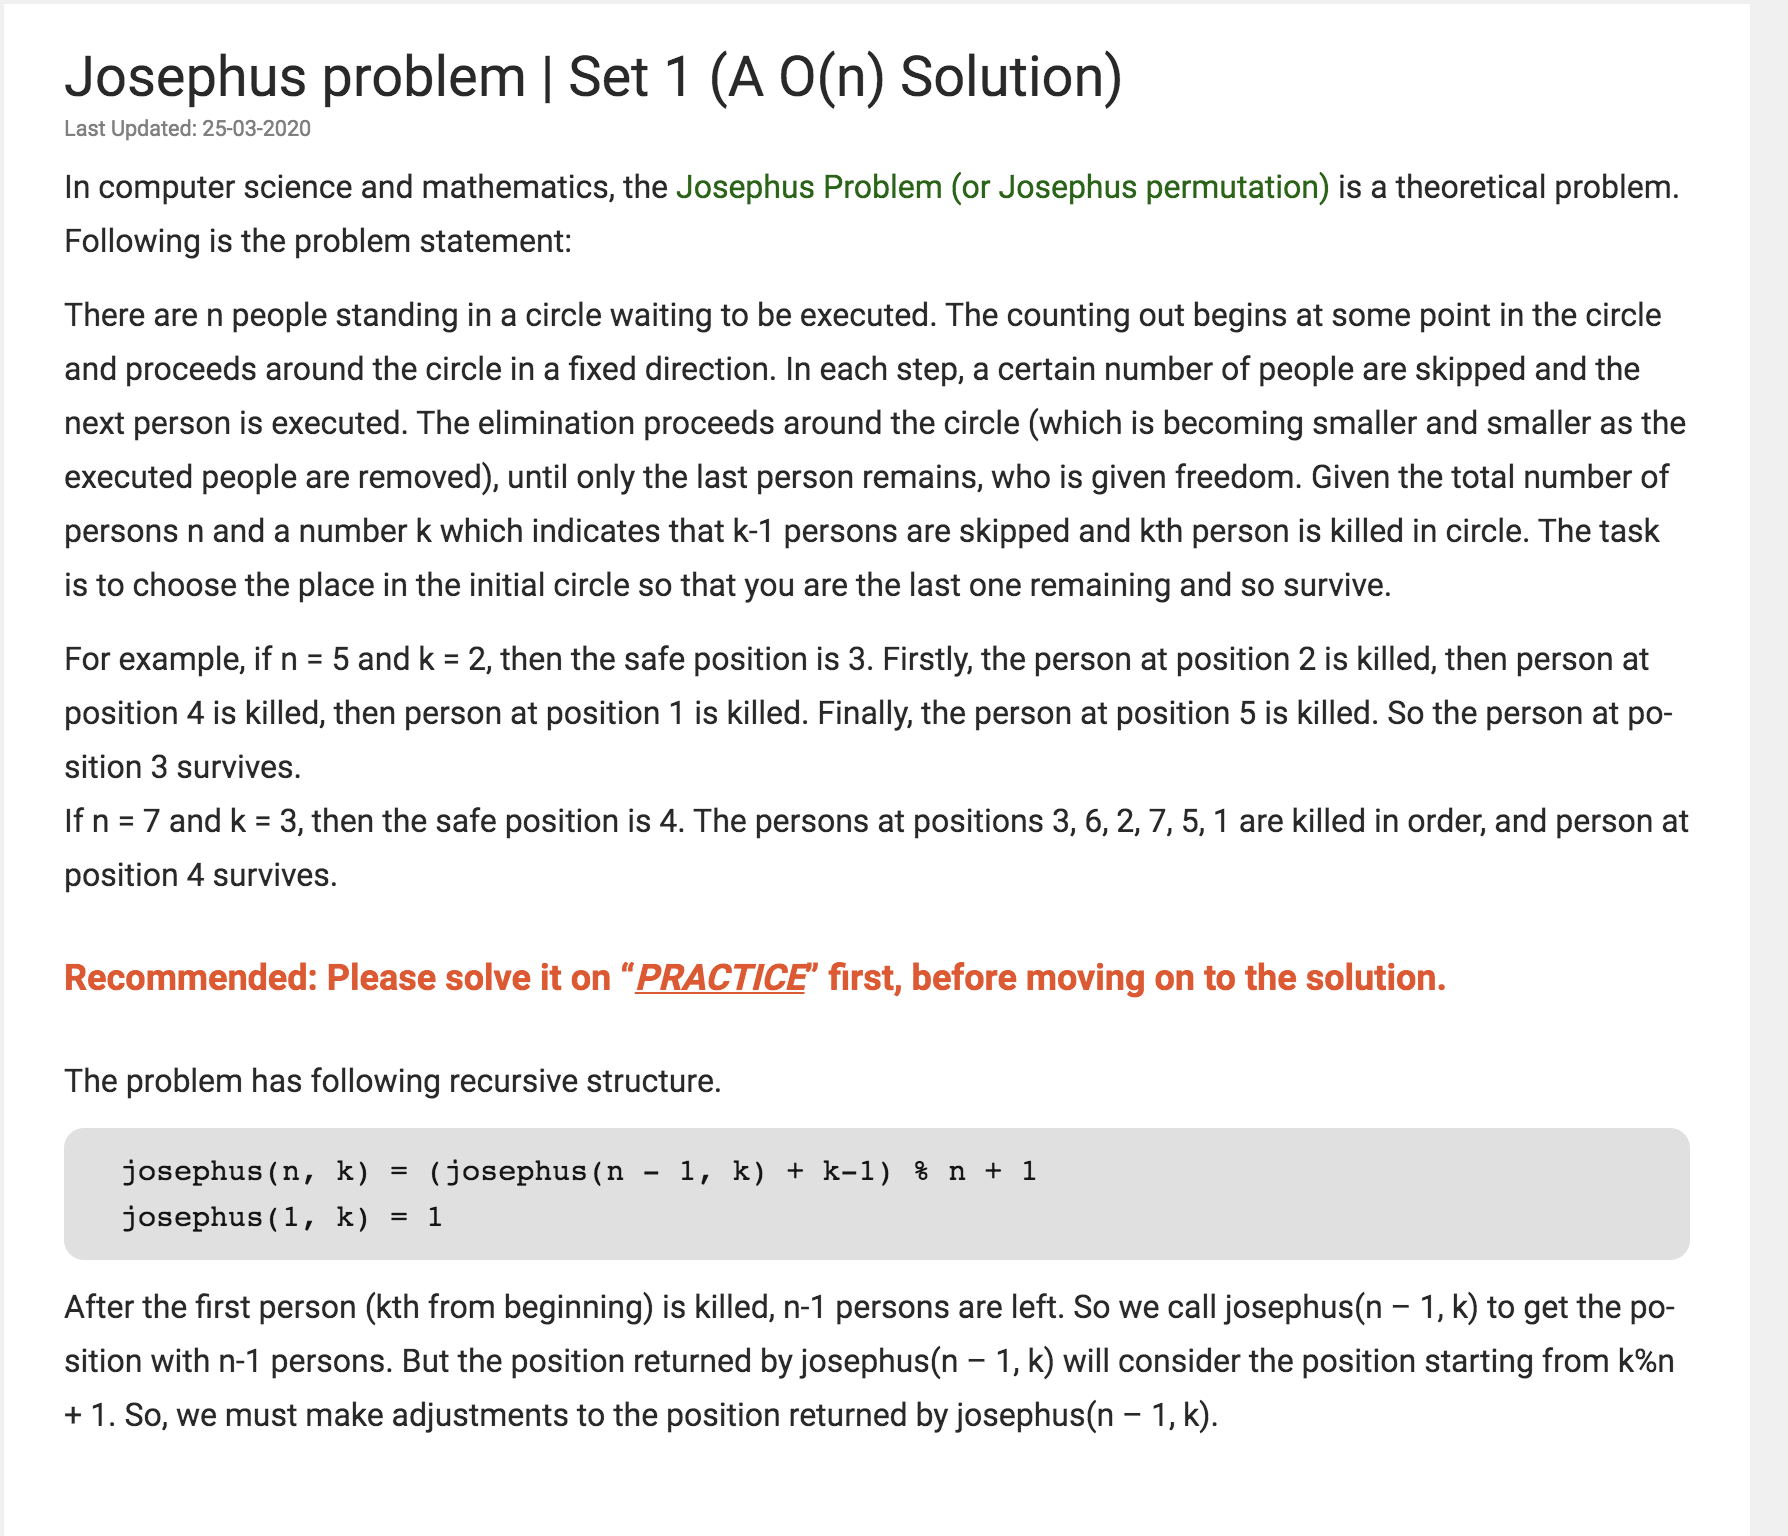 Josephus problem | Set 1 (A O(n) Solution)
Last Updated: 25-03-2020
In computer science and mathematics, the Josephus Problem (or Josephus permutation) is a theoretical problem.
Following is the problem statement:
There are n people standing in a circle waiting to be executed. The counting out begins at some point in the circle
and proceeds around the circle in a fixed direction. In each step, a certain number of people are skipped and the
next person is executed. The elimination proceeds around the circle (which is becoming smaller and smaller as the
executed people are removed), until only the last person remains, who is given freedom. Given the total number of
persons n and a number k which indicates that k-1 persons are skipped and kth person is killed in circle. The task
is to choose the place in the initial circle so that you are the last one remaining and so survive.
For example, if n = 5 and k = 2, then the safe position is 3. Firstly, the person at position 2 is killed, then person at
position 4 is killed, then person at position 1 is killed. Finally, the person at position 5 is killed. So the person at po-
sition 3 survives.
If n = 7 and k = 3, then the safe position is 4. The persons at positions 3, 6, 2, 7, 5, 1 are killed in order, and person at
position 4 survives.
Recommended: Please solve it on “PRACTICE” first, before moving on to the solution.
The problem has following recursive structure.
josephus(n, k) = (josephus(n - 1, k) + k-1) % n + 1
josephus(1, k) = 1
After the first person (kth from beginning) is killed, n-1 persons are left. So we call josephus(n – 1, k) to get the po-
sition with n-1 persons. But the position returned by josephus(n – 1, k) will consider the position starting from k%n
+ 1. So, we must make adjustments to the position returned by josephus(n – 1, k).